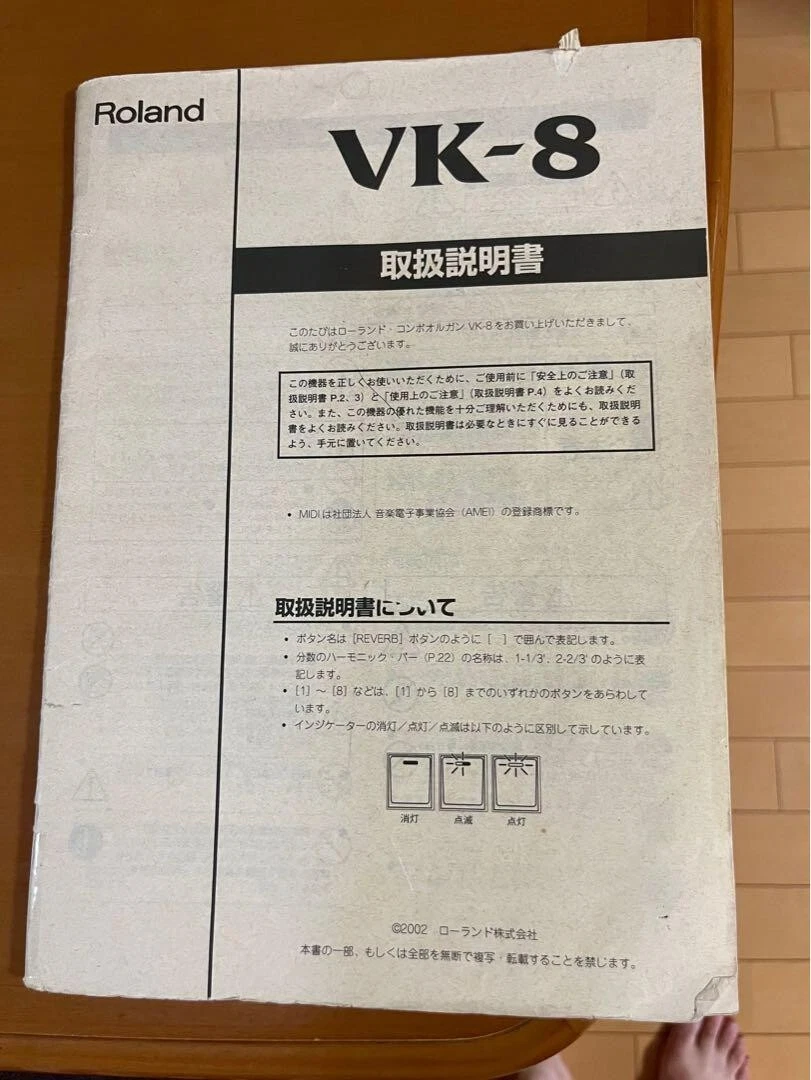 Roland
VK-8
取扱説明書
このたびはローランド・コンボオルガン VK-8 をお買い上げいただきまして、
誠にありがとうございます。
この機器を正しくお使いいただくために、ご使用前に「安全上のご注意」(取
扱説明書 P.2、3)と「使用上のご注意」(取扱説明書 P.4)をよくお読みくだ
さい。また、この機器の優れた機能を十分ご理解いただくためにも、取扱説明
書をよくお読みください。取扱説明書は必要なときにすぐに見ることができる
よう、手元に置いてください。
• MIDI は社団法人 音楽電子事業協会(AMEI)の登録商標です。
取扱説明書について
• ボタン名は [REVERB] ボタンのように [ ] で囲んで表記します。
• 分数のハーモニック・バー(P.22)の名称は、1-1/3'、2-2/3' のように表
記します。
• [1] ～ [8] などは、[1] から [8] までのいずれかのボタンをあらわして
います。
• インジケーターの消灯／点灯／点滅は以下のように区別して示しています。
消灯 点滅 点灯
©2002 ローランド株式会社
本書の一部、もしくは全部を無断で複写・転載することを禁じます。